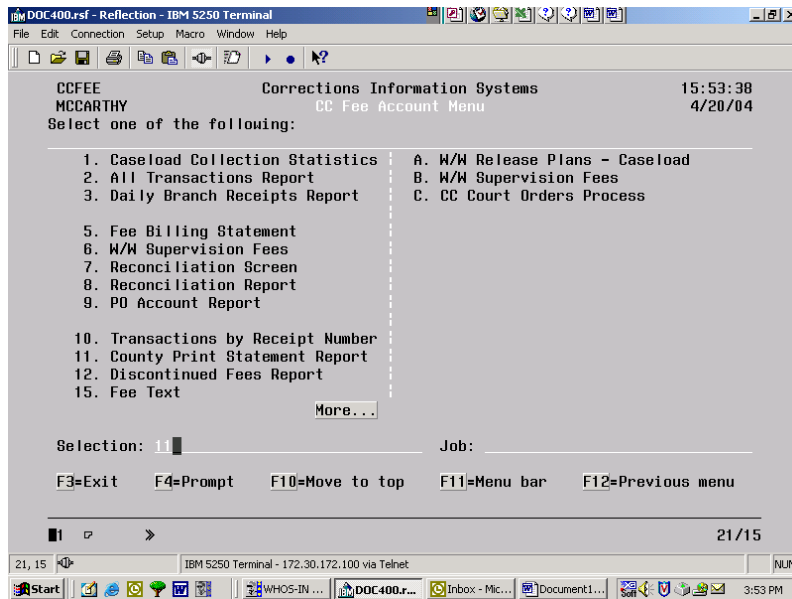 DOC400.rsf - Reflection - IBM 5250 Terminal
File Edit Connection Setup Macro Window Help
CCFEE Corrections Information Systems 15:53:38
MCCARTHY CC Fee Account Menu 4/20/04
Select one of the following:
1. Caseload Collection Statistics A. W/W Release Plans - Caseload
2. All Transactions Report B. W/W Supervision Fees
3. Daily Branch Receipts Report C. CC Court Orders Process
5. Fee Billing Statement
6. W/W Supervision Fees
7. Reconciliation Screen
8. Reconciliation Report
9. PO Account Report
10. Transactions by Receipt Number
11. County Print Statement Report
12. Discontinued Fees Report
15. Fee Text
More...
Selection: 11 Job:
F3=Exit F4=Prompt F10=Move to top F11=Menu bar F12=Previous menu
1 » 21/15
21, 15 IBM 5250 Terminal - 172.30.172.100 via Telnet NUM
Start WHOS-IN ... DOC400.r... Inbox - Mic... Document1... 3:53 PM